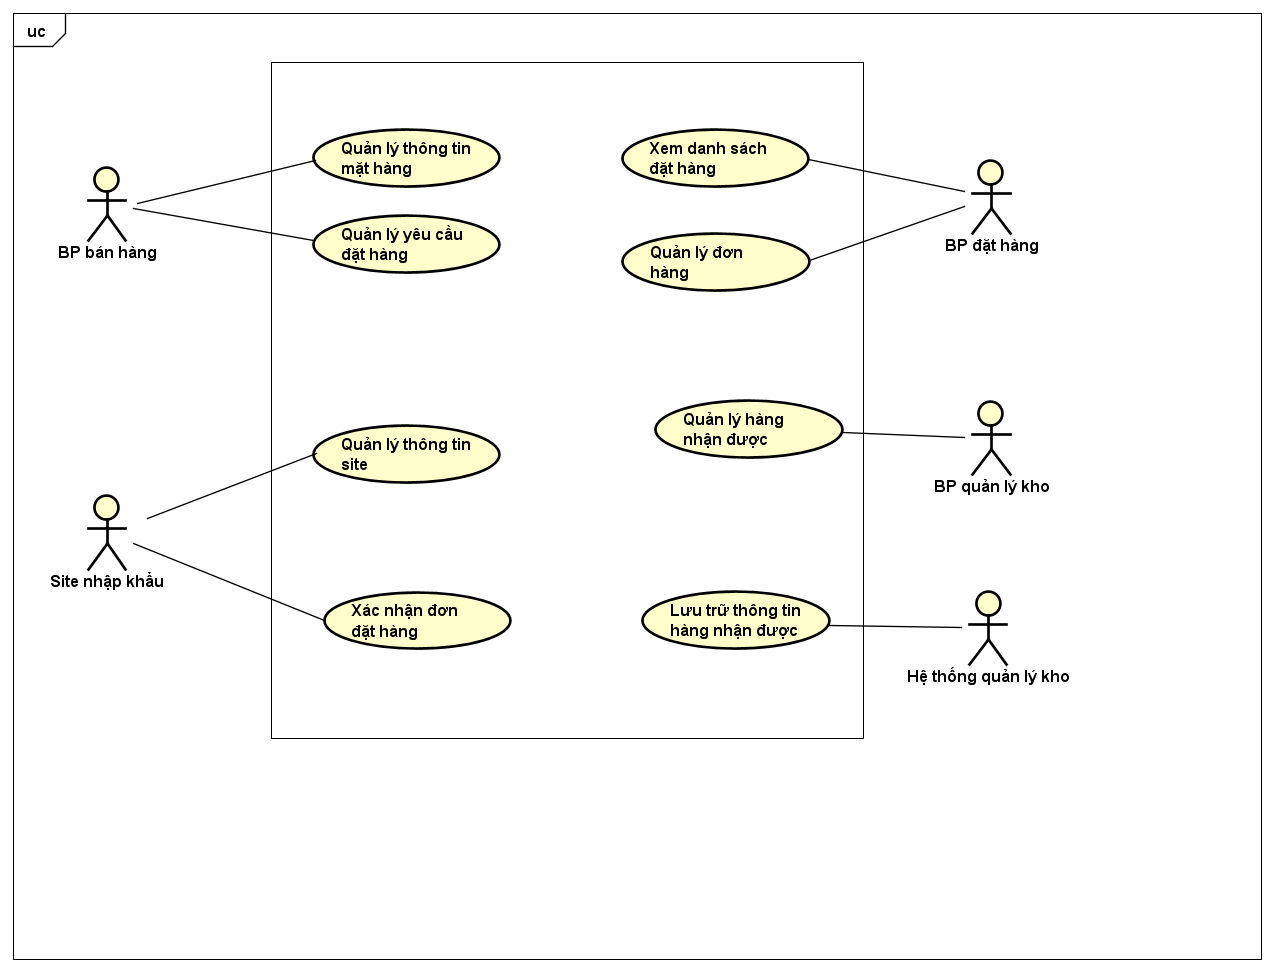 uc
Quản lý thông tin
mặt hàng
Xem danh sách
đặt hàng
BP bán hàng
Quản lý yêu cầu
đặt hàng
Quản lý đơn
hàng
BP đặt hàng
Quản lý thông tin
site
Quản lý hàng
nhận được
BP quản lý kho
Site nhập khẩu
Xác nhận đơn
đặt hàng
Lưu trữ thông tin
hàng nhận được
Hệ thống quản lý kho